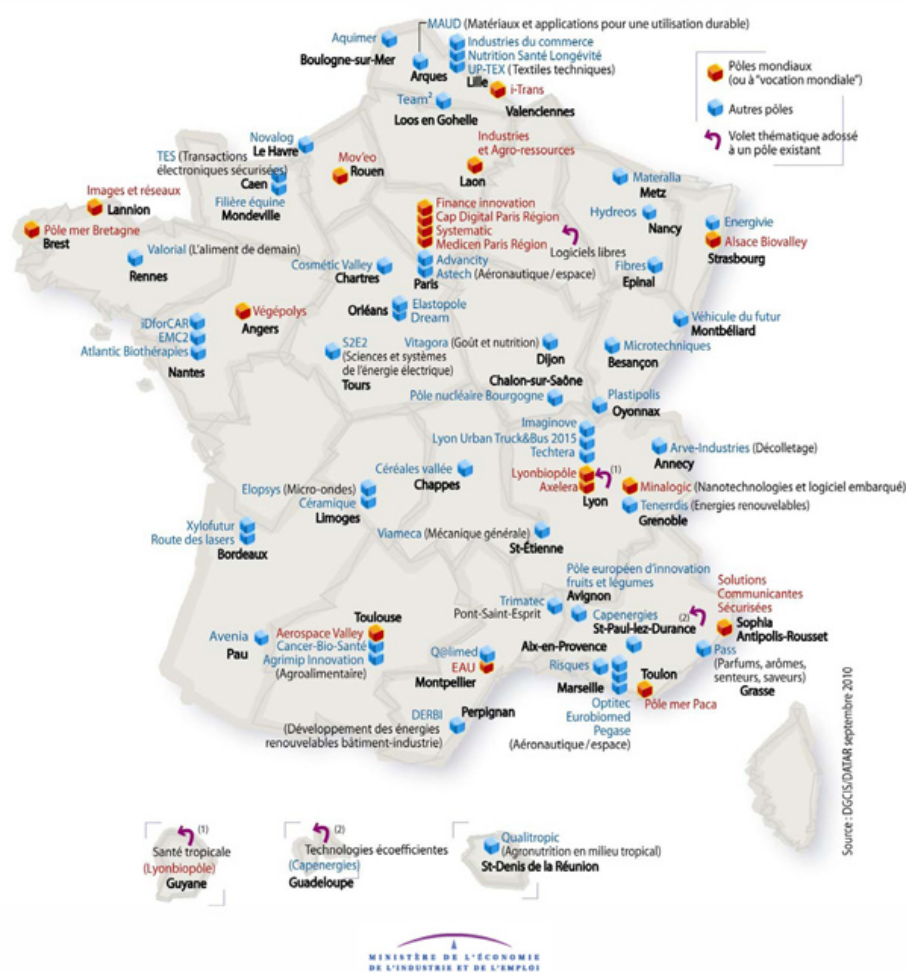 MAUD (Matériaux et applications pour une utilisation durable)
Aquimer
Boulogne-sur-Mer
Arques
Industries du commerce
Nutrition Santé Longévité
UP-TEX (Textiles techniques)
Lille
i-Trans
Valenciennes
Team²
Loos en Gohelle
Pôles mondiaux
(ou à "vocation mondiale")
Autres pôles
Volet thématique adossé
à un pôle existant
Novalog
Le Havre
TES (Transactions
électroniques sécurisées)
Caen
Filière équine
Mondeville
Mov'eo
Rouen
Industries
et Agro-ressources
Laon
Materalia
Metz
Hydreos
Nancy
Energivie
Alsace Biovalley
Strasbourg
Fibres
Epinal
Images et réseaux
Lannion
Pôle mer Bretagne
Brest
Valorial (L'aliment de demain)
Rennes
Finance innovation
Cap Digital Paris Région
Systematic
Medicen Paris Région
Advancity
Astech (Aéronautique/espace)
Paris
Logiciels libres
Cosmétic Valley
Chartres
Orléans
Elastopole
Dream
Végépolys
Angers
iDforCAR
EMC2
Atlantic Biothérapies
Nantes
S2E2
(Sciences et systèmes
de l'énergie électrique)
Tours
Vitagora (Goût et nutrition)
Dijon
Véhicule du futur
Montbéliard
Microtechniques
Besançon
Chalon-sur-Saône
Pôle nucléaire Bourgogne
Plastipolis
Oyonnax
Imaginove
Lyon Urban Truck&Bus 2015
Techtera
Lyonbiopôle
(1)
Axelera
Lyon
Arve-Industries (Décolletage)
Annecy
Minalogic (Nanotechnologies et logiciel embarqué)
Tenerrdis (Energies renouvelables)
Grenoble
Céréales vallée
Chappes
Elopsys (Micro-ondes)
Céramique
Limoges
Xylofutur
Route des lasers
Bordeaux
Viameca (Mécanique générale)
St-Étienne
Pôle européen d'innovation
fruits et légumes
Avignon
Trimatec
Pont-Saint-Esprit
Capenergies
(2)
St-Paul-lez-Durance
Solutions
Communicantes
Sécurisées
Sophia
Antipolis-Rousset
Toulouse
Aerospace Valley
Cancer-Bio-Santé
Agrimip Innovation
(Agroalimentaire)
Avenia
Pau
Q@limed
EAU
Montpellier
Aix-en-Provence
Risques
Marseille
Optitec
Eurobiomed
Pegase
(Aéronautique/espace)
Toulon
Pôle mer Paca
Pass
(Parfums, arômes,
senteurs, saveurs)
Grasse
DERBI
Perpignan
(Développement des énergies
renouvelables bâtiment-industrie)
Source : DGCIS/DATAR septembre 2010
(1)
Santé tropicale
(Lyonbiopôle)
Guyane
(2)
Technologies écoefficientes
(Capenergies)
Guadeloupe
Qualitropic
(Agronutrition en milieu tropical)
St-Denis de la Réunion
MINISTÈRE DE L'ÉCONOMIE
DE L'INDUSTRIE ET DE L'EMPLOI